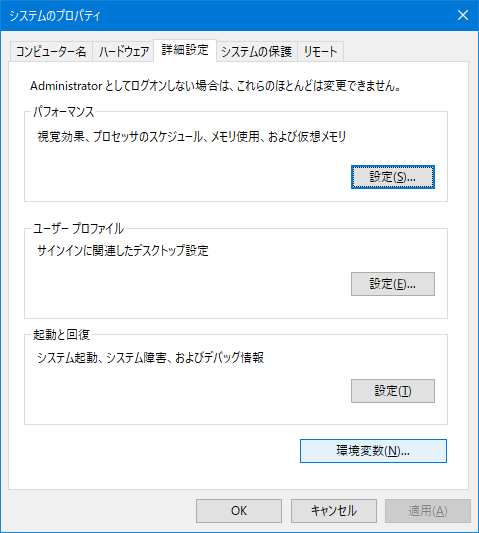 システムのプロパティ
コンピューター名 ハードウェア 詳細設定 システムの保護 リモート
Administrator としてログオンしない場合は、これらのほとんどは変更できません。
パフォーマンス
視覚効果、プロセッサのスケジュール、メモリ使用、および仮想メモリ
設定(S)...
ユーザー プロファイル
サインインに関連したデスクトップ設定
設定(E)...
起動と回復
システム起動、システム障害、およびデバッグ情報
設定(T)
環境変数(N)...
OK キャンセル 適用(A)